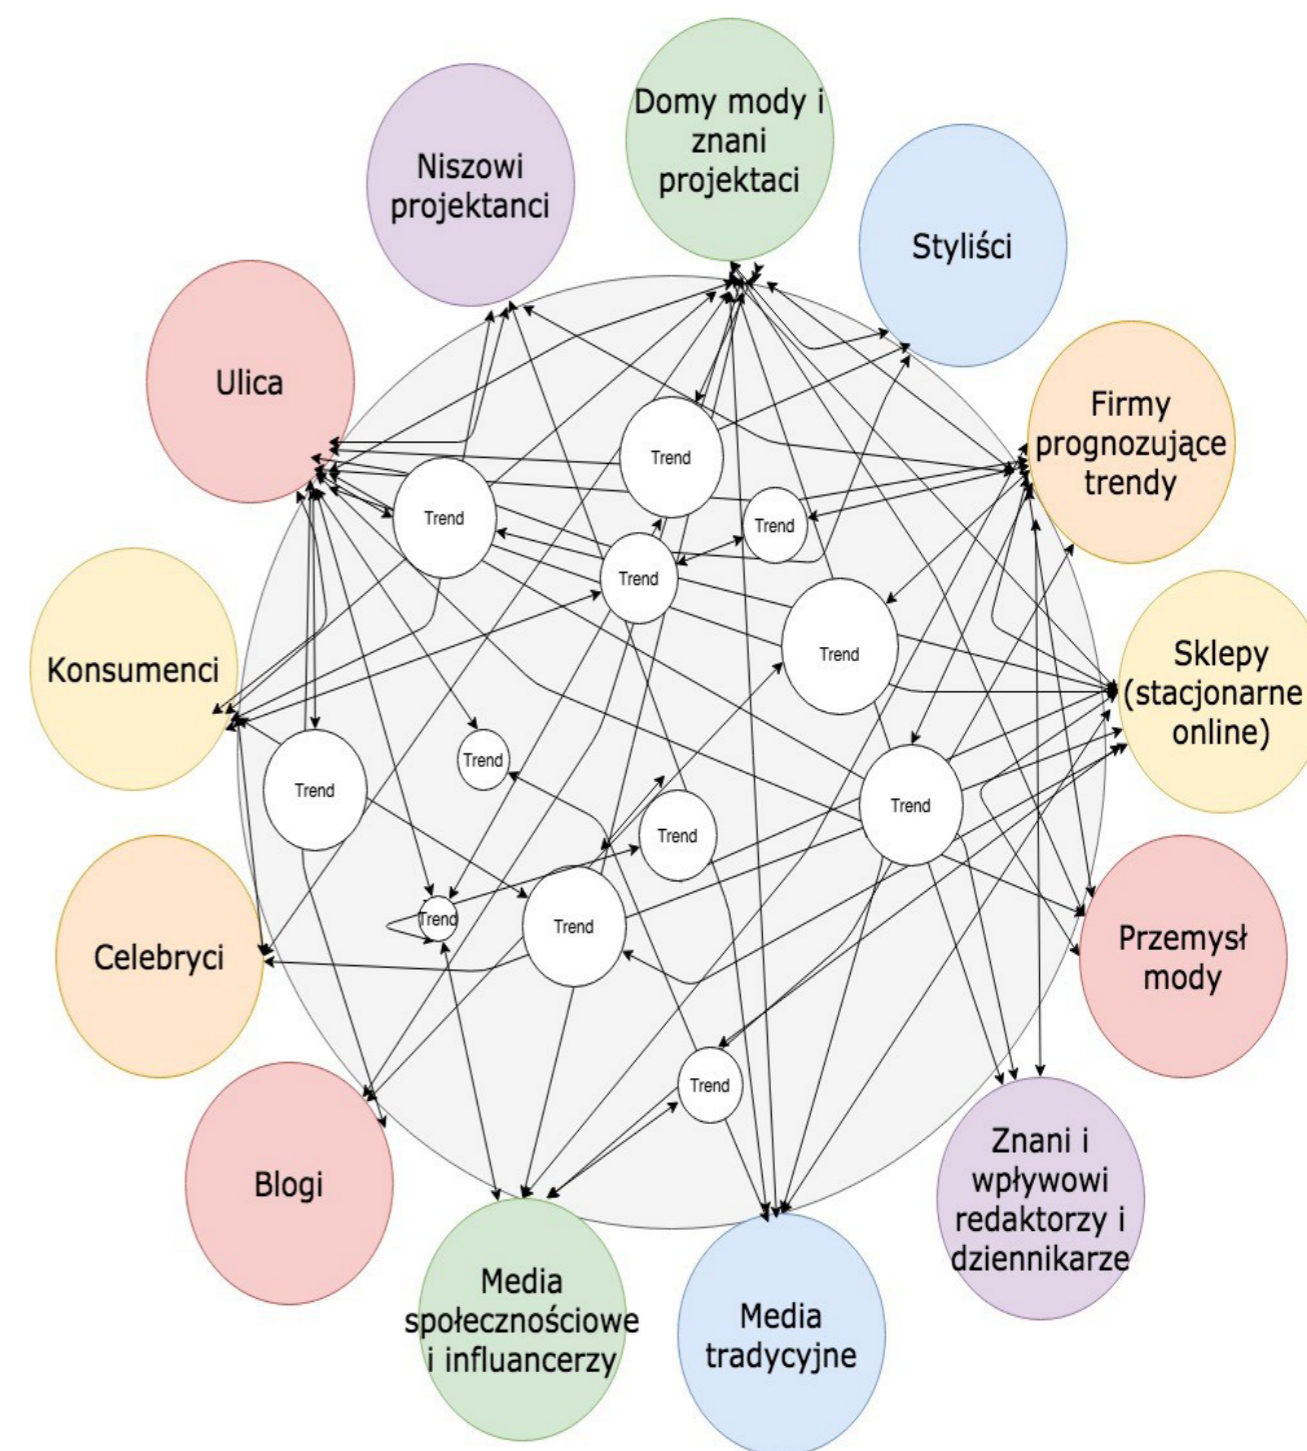 Domy mody i
znani
projektaci
Niszowi
projektanci
Styliści
Ulica
Firmy
prognozujące
trendy
Trend
Trend
Trend
Trend
Konsumenci
Trend
Sklepy
(stacjonarne
online)
Trend
Trend
Trend
Trend
Trend
Trend
Celebryci
Przemysł
mody
Trend
Blogi
Znani i
wpływowi
redaktorzy i
dziennikarze
Media
społecznościowe
i influancerzy
Media
tradycyjne